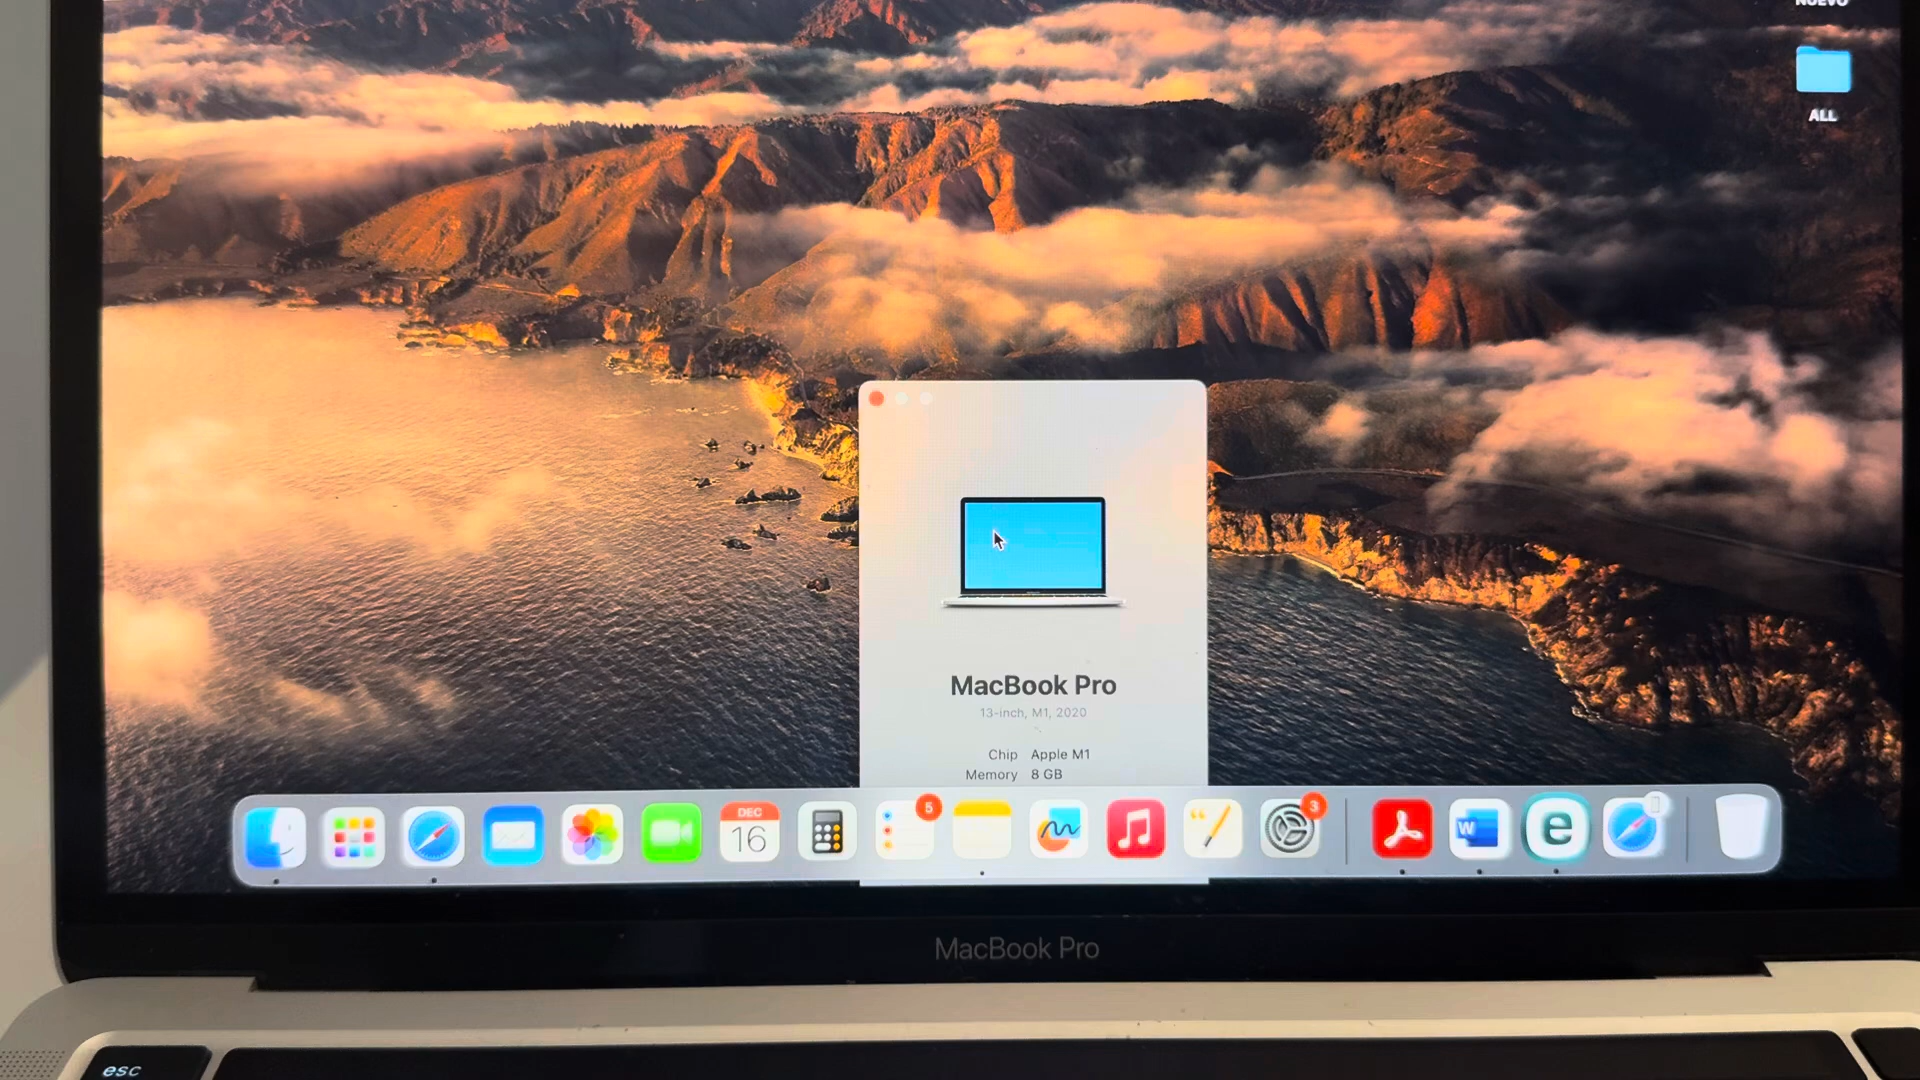 NUEVO
ALL
MacBook Pro
13-inch, M1, 2020
Chip Apple M1
Memory 8 GB
5
DEC
16
3
W
e
MacBook Pro
esc